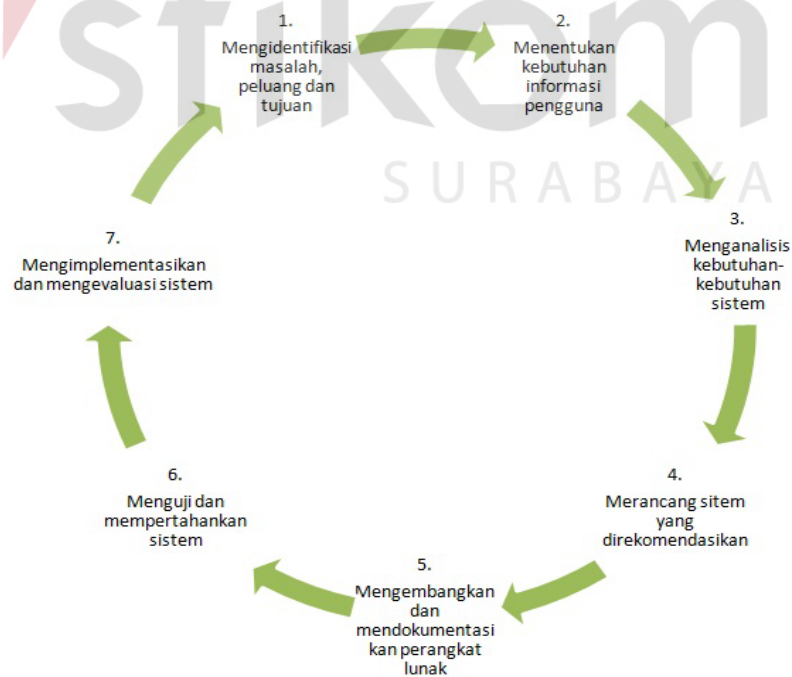 stikom
SURABAYA
1.
Mengidentifikasi
masalah,
peluang dan
tujuan
2.
Menentukan
kebutuhan
informasi
pengguna
3.
Menganalisis
kebutuhan-
kebutuhan
sistem
4.
Merancang sitem
yang
direkomendasikan
5.
Mengembangkan
dan
mendokumentasi
kan perangkat
lunak
6.
Menguji dan
mempertahankan
sistem
7.
Mengimplementasikan
dan mengevaluasi sistem